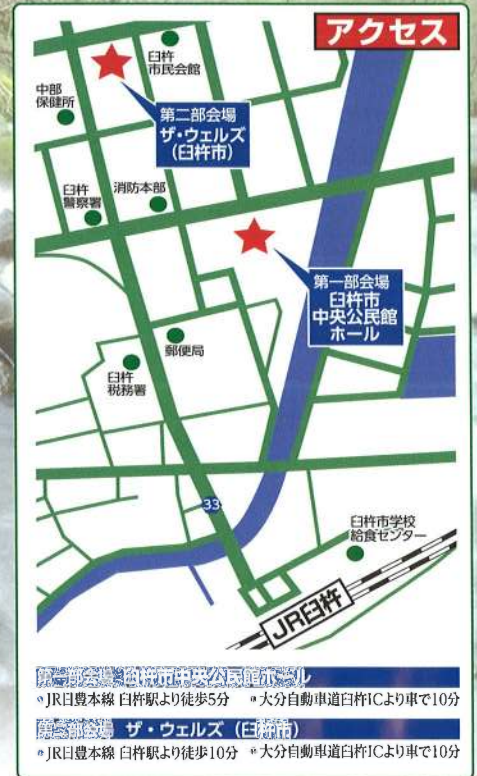 アクセス
臼杵
市民会館
中部
保健所
第二部会場
ザ・ウェルズ
(臼杵市)
臼杵
警察署
消防本部
第一部会場
臼杵市
中央公民館
ホール
郵便局
臼杵
税務署
33
臼杵市学校
給食センター
JR臼杵
第一部会場 臼杵市中央公民館ホール
JR日豊本線 臼杵駅より徒歩5分 大分自動車道臼杵ICより車で10分
第二部会場 ザ・ウェルズ(臼杵市)
JR日豊本線 臼杵駅より徒歩10分 大分自動車道臼杵ICより車で10分